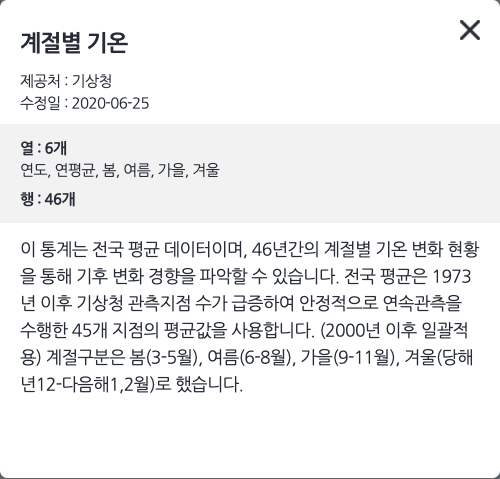 계절별 기온
제공처 : 기상청
수정일 : 2020-06-25
열 : 6개
연도, 연평균, 봄, 여름, 가을, 겨울
행 : 46개
이 통계는 전국 평균 데이터이며, 46년간의 계절별 기온 변화 현황
을 통해 기후 변화 경향을 파악할 수 있습니다. 전국 평균은 1973
년 이후 기상청 관측지점 수가 급증하여 안정적으로 연속관측을
수행한 45개 지점의 평균값을 사용합니다. (2000년 이후 일괄적
용) 계절구분은 봄(3-5월), 여름(6-8월), 가을(9-11월), 겨울(당해
년12-다음해1,2월)로 했습니다.